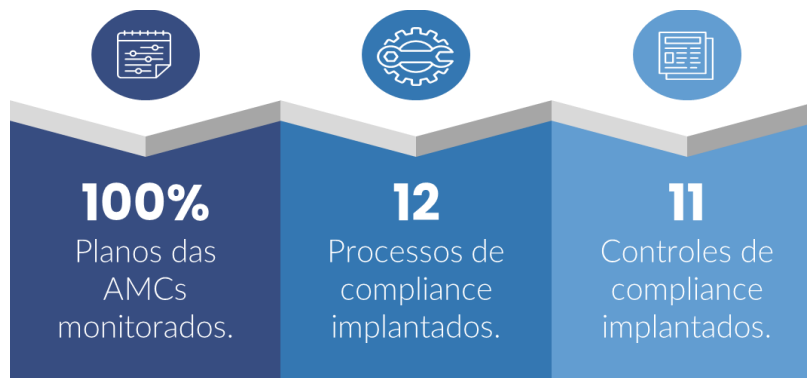 100%
Planos das
AMCs
monitorados.
12
Processos de
compliance
implantados.
11
Controles de
compliance
implantados.